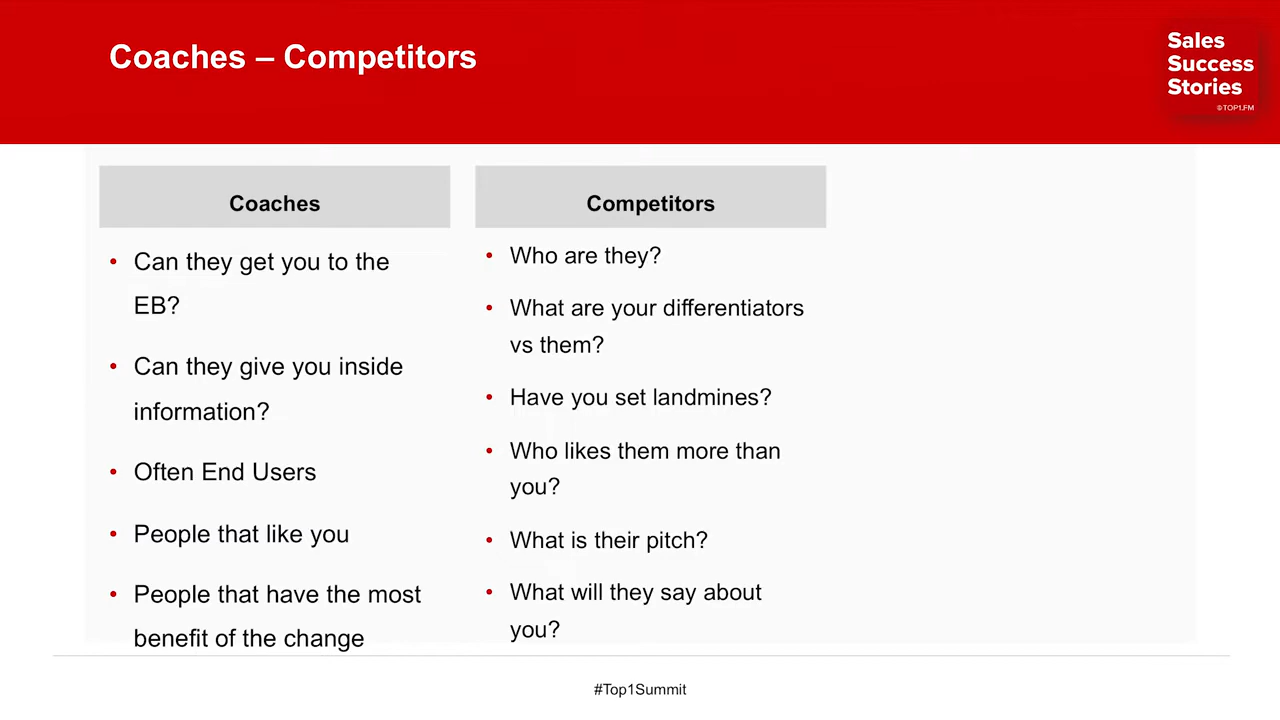 Coaches – Competitors
Sales
Success
Stories
©TOP1.FM
Coaches
• Can they get you to the
EB?
• Can they give you inside
information?
• Often End Users
• People that like you
• People that have the most
benefit of the change
Competitors
• Who are they?
• What are your differentiators
vs them?
• Have you set landmines?
• Who likes them more than
you?
• What is their pitch?
• What will they say about
you?
#Top1Summit